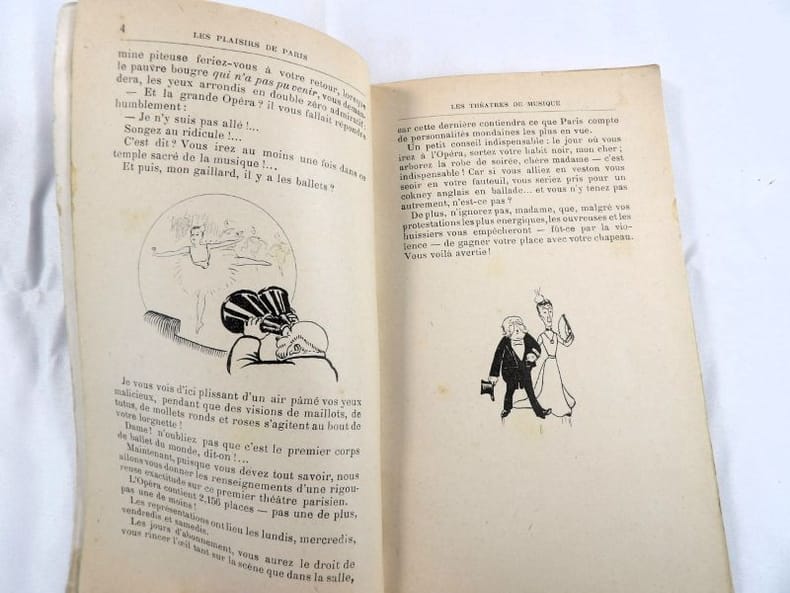 4
LES PLAISIRS DE PARIS
mine piteuse feriez-vous à votre retour, lorsque
le pauvre bougre qui n'a pas pu venir, vous deman-
dera, les yeux arrondis en double zéro admiratif :
— Et la grande Opéra ? il vous fallait répondre
humblement :
— Je n'y suis pas allé !...
Songez au ridicule !...
C'est dit ? Vous irez au moins une fois dans ce
temple sacré de la musique !...
Et puis, mon gaillard, il y a les ballets ?
Je vous vois d'ici plissant d'un air pâmé vos yeux
malicieux, pendant que des visions de maillots, de
tutus, de mollets ronds et roses s'agitent au bout de
votre lorgnette !
Dame ! n'oubliez pas que c'est le premier corps
de ballet du monde, dit-on !...
Maintenant, puisque vous devez tout savoir, nous
allons vous donner les renseignements d'une rigou-
reuse exactitude sur ce premier théâtre parisien.
L'Opéra contient 2,156 places — pas une de plus,
pas une de moins !
Les représentations ont lieu les lundis, mercredis,
vendredis et samedis.
Les jours d'abonnement, vous aurez le droit de
vous rincer l'œil tant sur la scène que dans la salle,
LES THÉATRES DE MUSIQUE
car cette dernière contiendra ce que Paris compte
de personnalités mondaines les plus en vue.
Un petit conseil indispensable : le jour où vous
irez à l'Opéra, sortez votre habit noir, mon cher ;
arborez la robe de soirée, chère madame — c'est
indispensable ! Car si vous alliez en veston vous
seoir en votre fauteuil, vous seriez pris pour un
cokney anglais en ballade... et vous n'y tenez pas
autrement, n'est-ce pas ?
De plus, n'ignorez pas, madame, que, malgré vos
protestations les plus énergiques, les ouvreuses et les
huissiers vous empêcheront — fût-ce par la vio-
lence — de gagner votre place avec votre chapeau.
Vous voilà avertie !